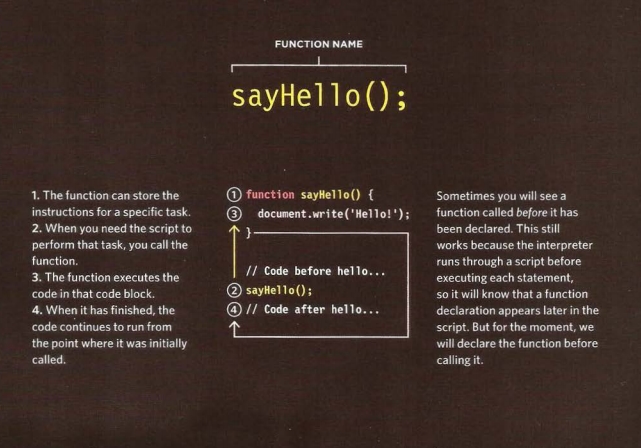 FUNCTION NAME
sayHello();
1. The function can store the
instructions for a specific task.
2. When you need the script to
perform that task, you call the
function.
3. The function executes the
code in that code block.
4. When it has finished, the
code continues to run from
the point where it was initially
called.
1 function sayHello() {
3 document.write('Hello!');
}
// Code before hello...
2 sayHello();
4 // Code after hello...
Sometimes you will see a
function called before it has
been declared. This still
works because the interpreter
runs through a script before
executing each statement,
so it will know that a function
declaration appears later in the
script. But for the moment, we
will declare the function before
calling it.